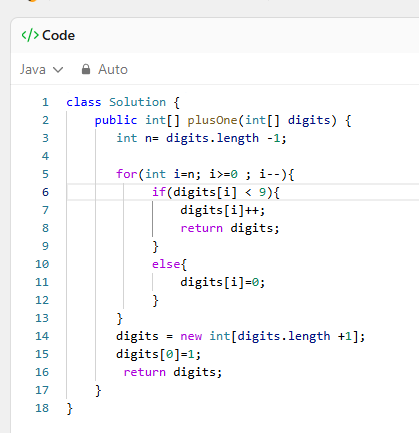 </> Code
Java Auto
1 class Solution {
2 public int[] plusOne(int[] digits) {
3 int n= digits.length -1;
4
5 for(int i=n; i>=0 ; i--){
6 if(digits[i] < 9){
7 digits[i]++;
8 return digits;
9 }
10 else{
11 digits[i]=0;
12 }
13 }
14 digits = new int[digits.length +1];
15 digits[0]=1;
16 return digits;
17 }
18 }